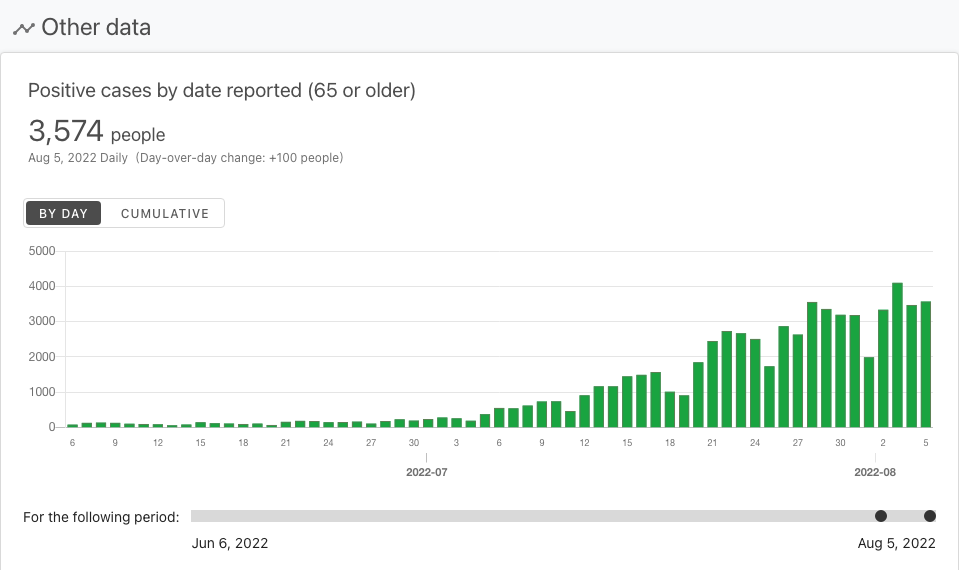 Other data
Positive cases by date reported (65 or older)
3,574 people
Aug 5, 2022 Daily (Day-over-day change: +100 people)
BY DAY CUMULATIVE
5000
4000
3000
2000
1000
0
6 9 12 15 18 21 24 27 30 3 6 9 12 15 18 21 24 27 30 2 5
2022-07 2022-08
For the following period:
Jun 6, 2022 Aug 5, 2022